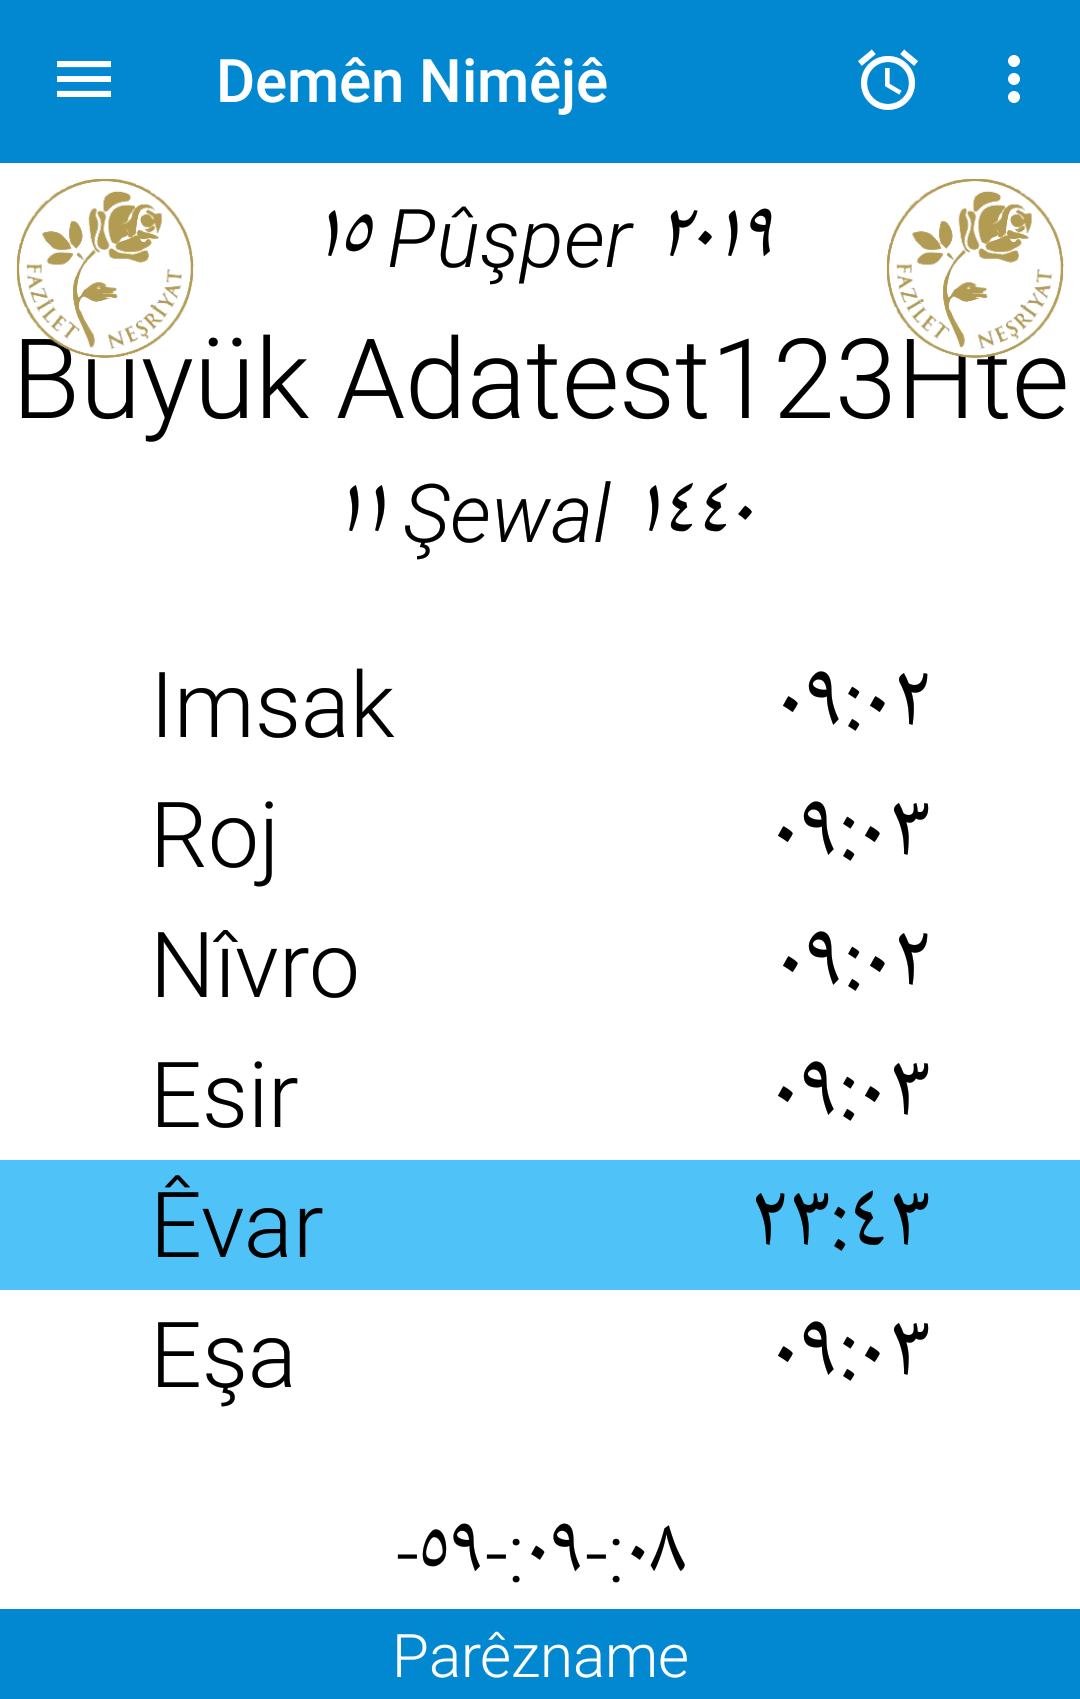 Demên Nimêjê
١٥ Pûşper ٢٠١٩
FAZİLET NEŞRİYAT
FAZİLET NEŞRİYAT
Büyük Adatest123Hte
١١ Şewal ١٤٤٠
Imsak ٠٩:٠٢
Roj ٠٩:٠٣
Nîvro ٠٩:٠٢
Esir ٠٩:٠٣
Êvar ٢٣:٤٣
Eşa ٠٩:٠٣
-٥٩-:٠٩-:٠٨
Parêzname